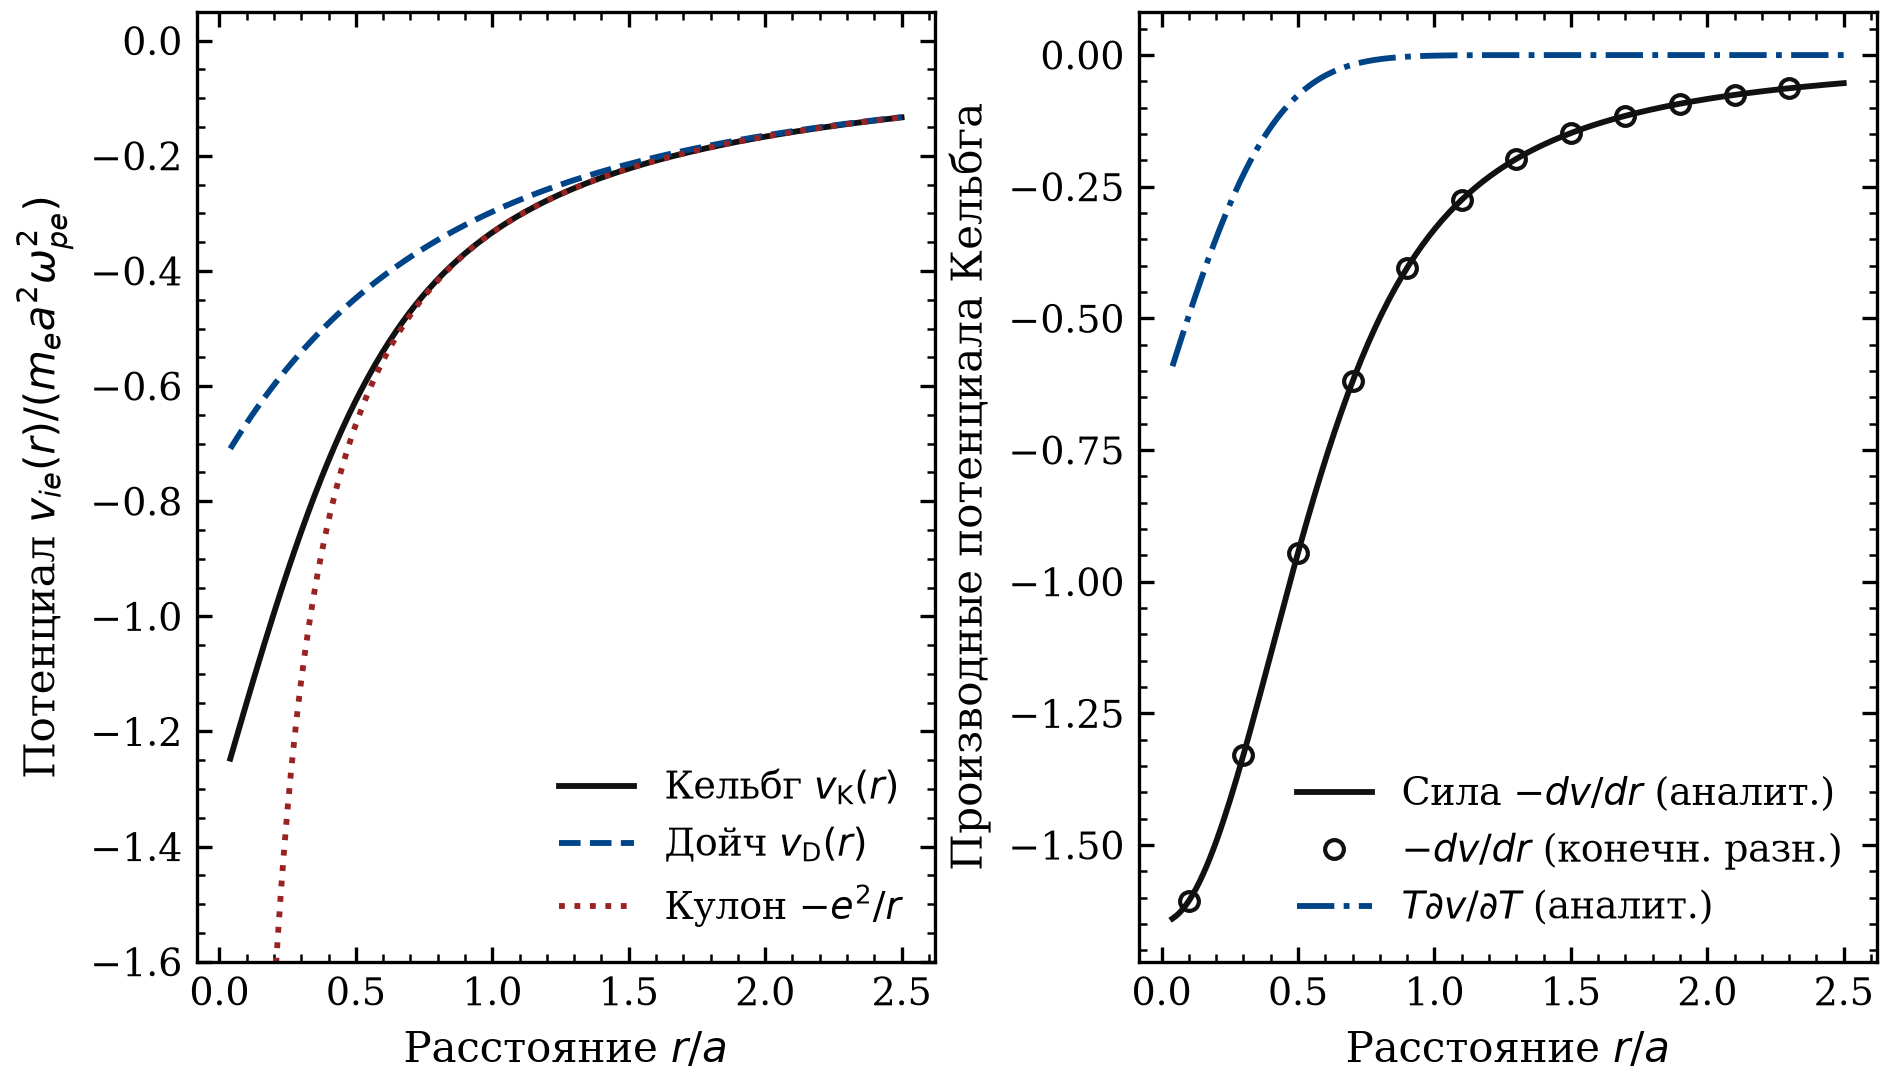 Потенциал v_{ie}(r)/(m_e a^2 ω_{pe}^2)
0.0
−0.2
−0.4
−0.6
−0.8
−1.0
−1.2
−1.4
−1.6
0.0 0.5 1.0 1.5 2.0 2.5
Расстояние r/a
Кельбг v_K(r)
Дойч v_D(r)
Кулон −e^2/r
Производные потенциала Кельбга
0.00
−0.25
−0.50
−0.75
−1.00
−1.25
−1.50
0.0 0.5 1.0 1.5 2.0 2.5
Расстояние r/a
Сила −dv/dr (аналит.)
−dv/dr (конечн. разн.)
T∂v/∂T (аналит.)